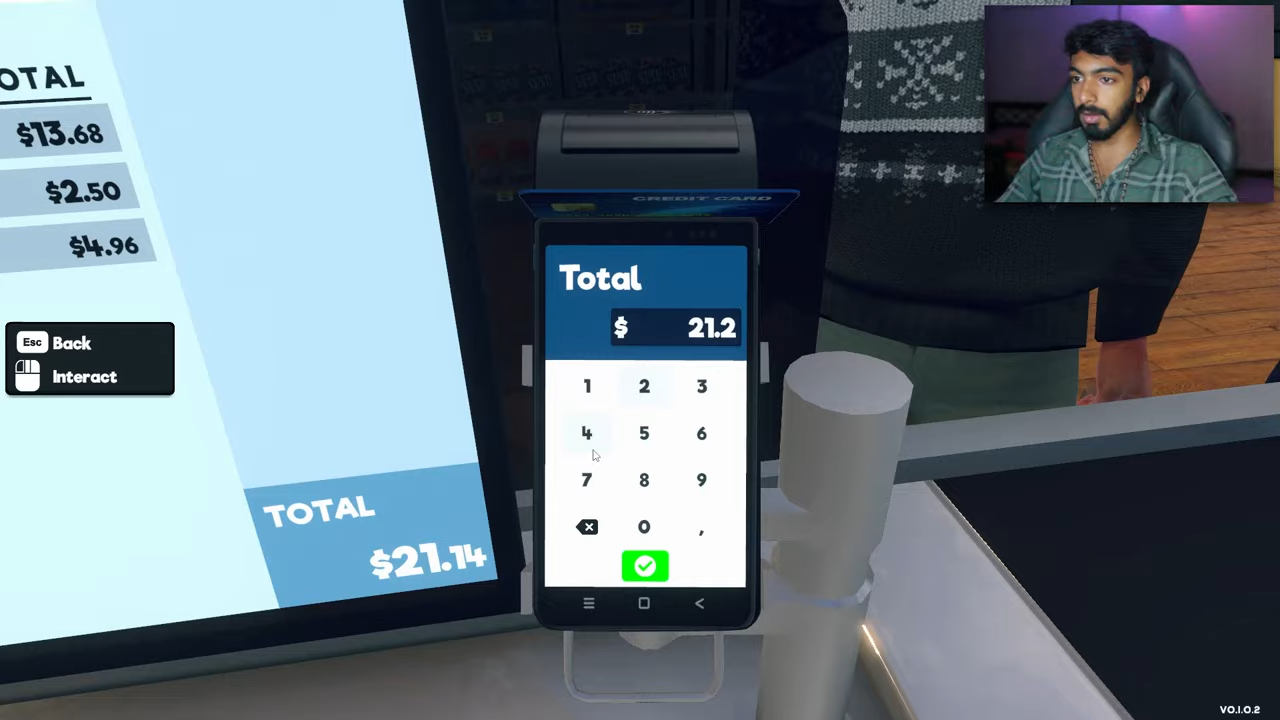 OTAL
$13.68
$2.50
$4.96
Esc Back
Interact
TOTAL
$21.14
CREDIT CARD
Total
$ 21.2
1 2 3
4 5 6
7 8 9
0 ,
V0.1.0.2